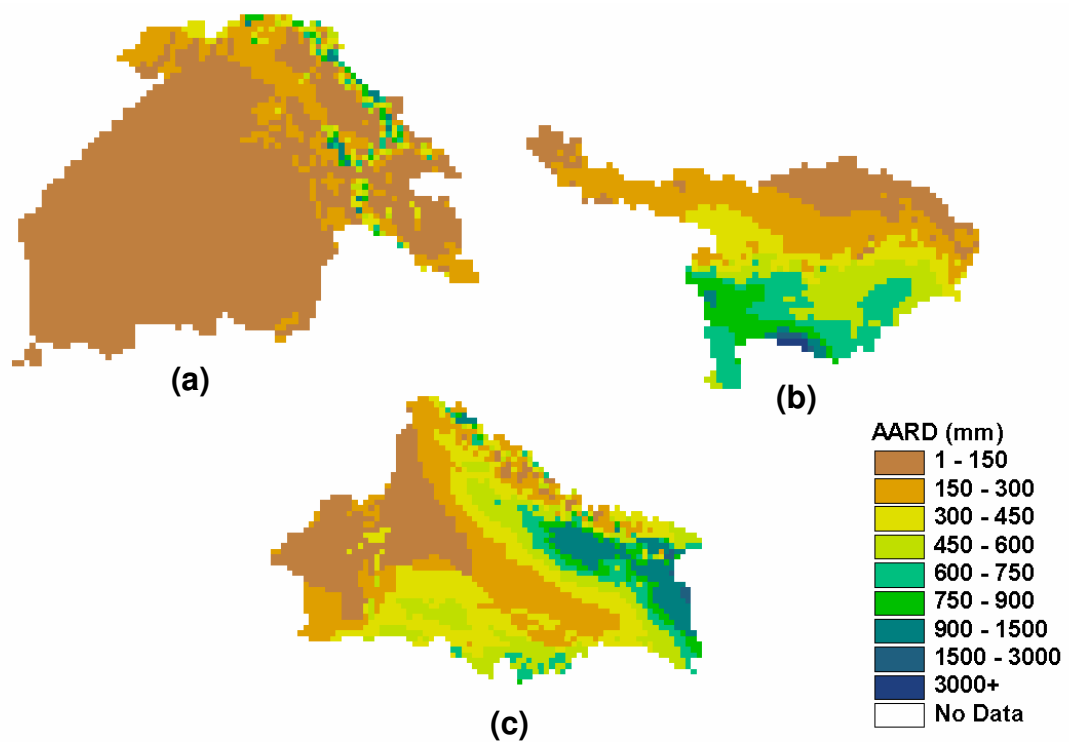 (a)
(b)
(c)
AARD (mm)
1 - 150
150 - 300
300 - 450
450 - 600
600 - 750
750 - 900
900 - 1500
1500 - 3000
3000+
No Data